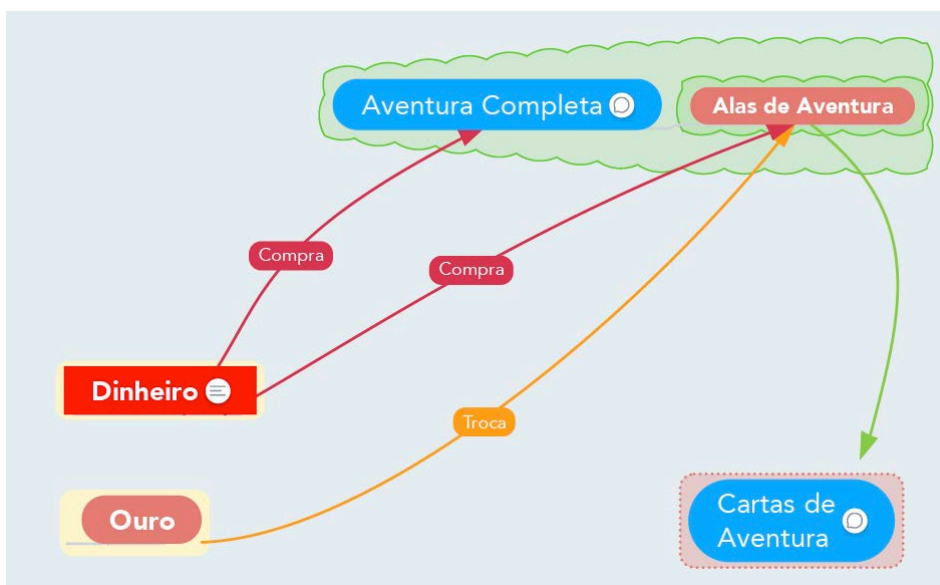 Aventura Completa
Alas de Aventura
Compra
Compra
Dinheiro
Troca
Ouro
Cartas de
Aventura